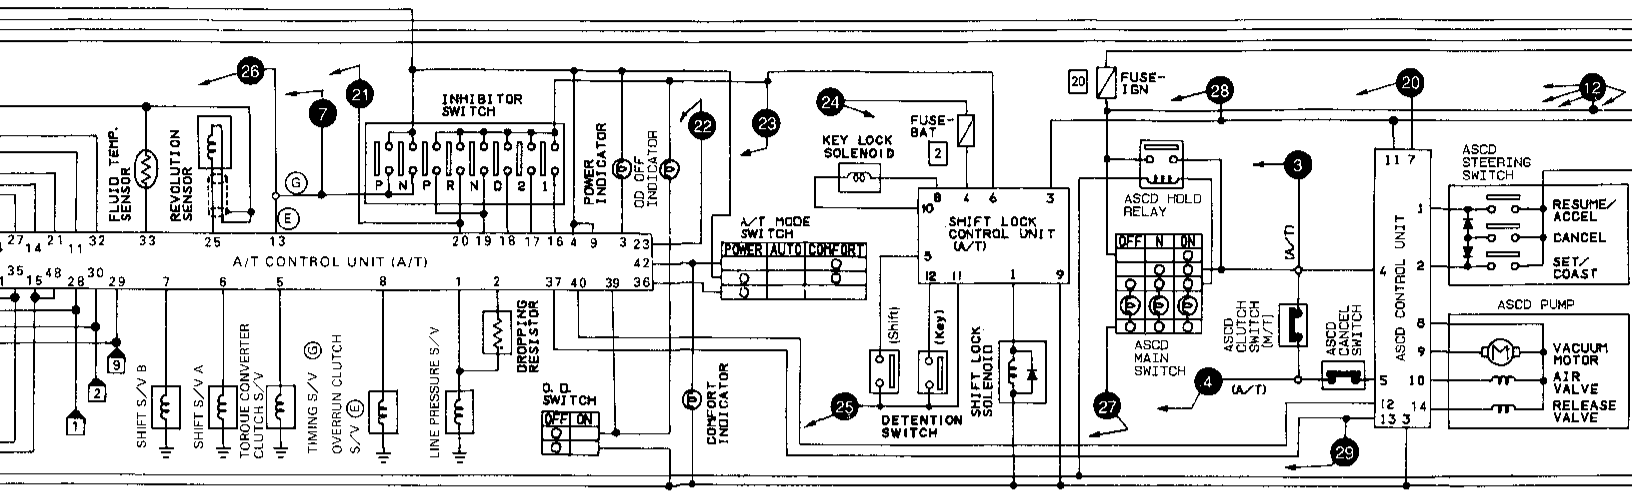 26
7
21
INHIBITOR
SWITCH
22
23
24
FUSE-
BAT
2
KEY LOCK
SOLENOID
20
FUSE-
IGN
28
20
12
FLUID TEMP.
SENSOR
REVOLUTION
SENSOR
G
E
P N P R N D 2 1
POWER
INDICATOR
OD OFF
INDICATOR
ASCD HOLD
RELAY
3
11 7
ASCD
STEERING
SWITCH
27 14 21 11 32 33 25 13 20 19 18 17 16 4 9 3 23
A/T CONTROL UNIT (A/T)
42
36
35 15 48 28 30 29 7 6 5 8 1 2 37 40 39
A/T MODE
SWITCH
POWER AUTO COMFORT
8 4 6 3
10
SHIFT LOCK
CONTROL UNIT
(A/T)
5
12 11 1 9
OFF N ON
(A/T)
ASCD CONTROL UNIT
1
2
4
RESUME/
ACCEL
CANCEL
SET/
COAST
ASCD PUMP
8
9
10
14
5
12
13 3
VACUUM
MOTOR
M
AIR
VALVE
RELEASE
VALVE
9
2
1
SHIFT S/V B
SHIFT S/V A
TORQUE CONVERTER
CLUTCH S/V
TIMING S/V G
OVERRUN CLUTCH
S/V E
LINE PRESSURE S/V
DROPPING
RESISTOR
O.D.
SWITCH
OFF ON
COMFORT
INDICATOR
(Shift)
(Key)
25
DETENTION
SWITCH
SHIFT LOCK
SOLENOID
ASCD
MAIN
SWITCH
27
ASCD
CLUTCH
SWITCH
(M/T)
ASCD
CANCEL
SWITCH
4
(A/T)
29